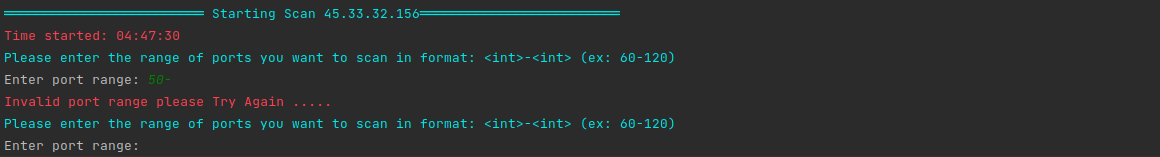 ═════════════════════════ Starting Scan 45.33.32.156═════════════════════════
Time started: 04:47:30
Please enter the range of ports you want to scan in format: <int>-<int> (ex: 60-120)
Enter port range: 50-
Invalid port range please Try Again .....
Please enter the range of ports you want to scan in format: <int>-<int> (ex: 60-120)
Enter port range: